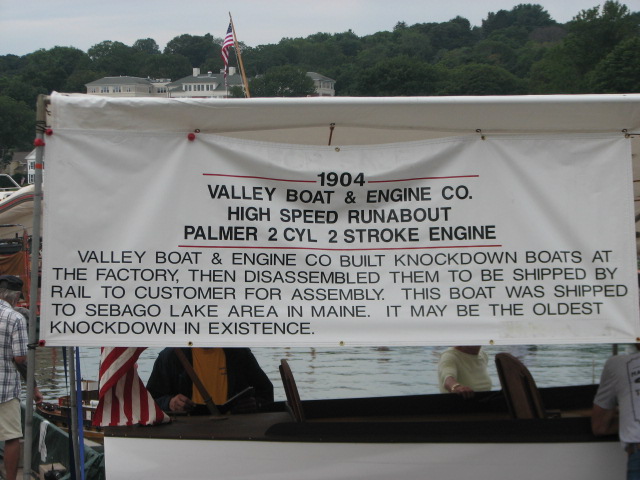 1904
VALLEY BOAT & ENGINE CO.
HIGH SPEED RUNABOUT
PALMER 2 CYL 2 STROKE ENGINE
VALLEY BOAT & ENGINE CO BUILT KNOCKDOWN BOATS AT
THE FACTORY, THEN DISASSEMBLED THEM TO BE SHIPPED BY
RAIL TO CUSTOMER FOR ASSEMBLY. THIS BOAT WAS SHIPPED
TO SEBAGO LAKE AREA IN MAINE. IT MAY BE THE OLDEST
KNOCKDOWN IN EXISTENCE.